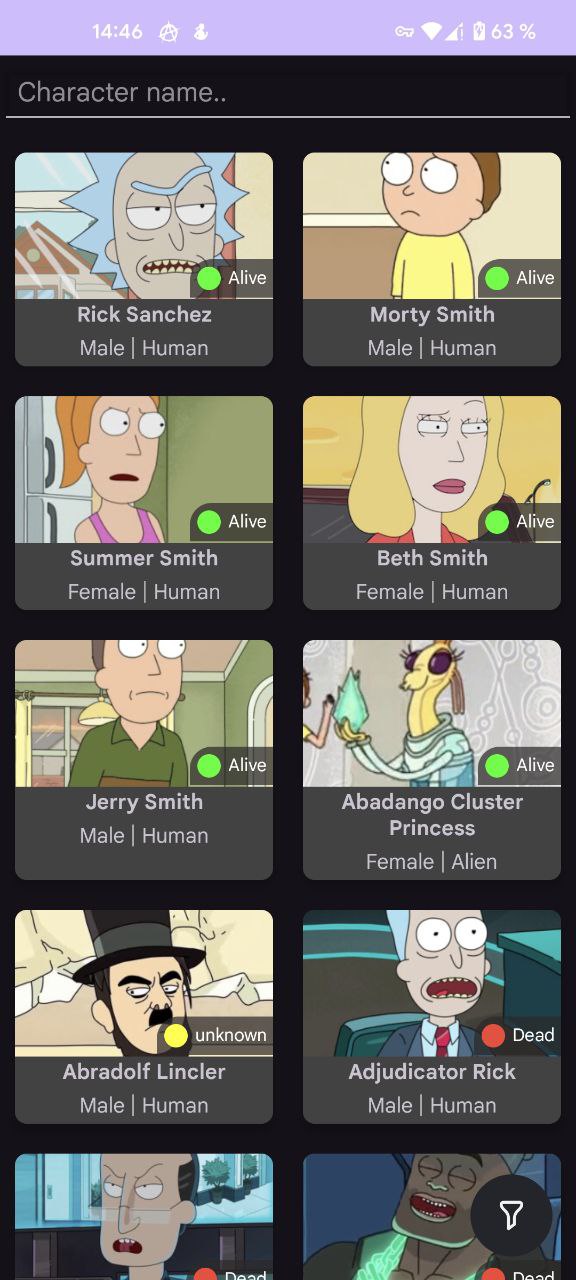 14:46
63 %
Character name..
Alive
Alive
Rick Sanchez
Morty Smith
Male | Human
Male | Human
Alive
Alive
Summer Smith
Beth Smith
Female | Human
Female | Human
Alive
Alive
Jerry Smith
Abadango Cluster
Princess
Male | Human
Female | Alien
unknown
Dead
Abradolf Lincler
Adjudicator Rick
Male | Human
Male | Human
Dead
Dead